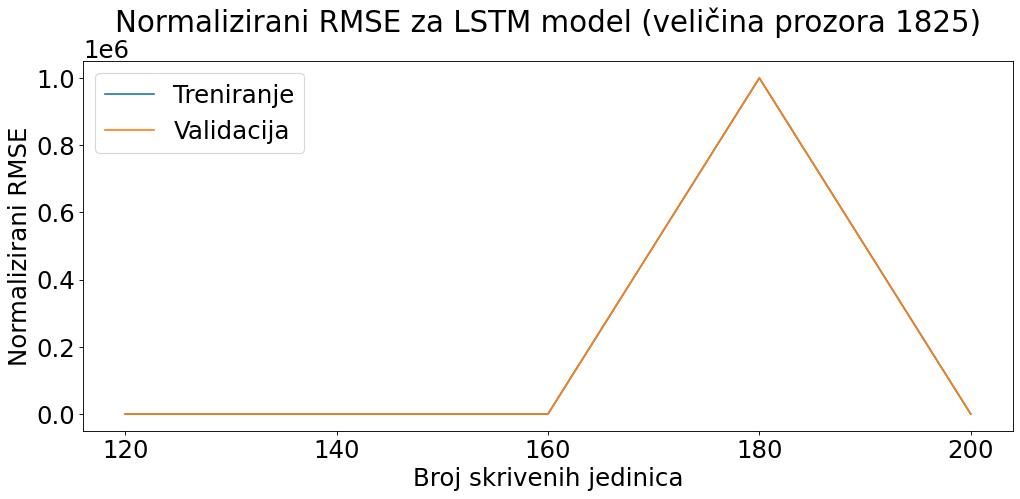 Normalizirani RMSE za LSTM model (veličina prozora 1825)
1e6
1.0
0.8
0.6
0.4
0.2
0.0
Normalizirani RMSE
Treniranje
Validacija
120 140 160 180 200
Broj skrivenih jedinica